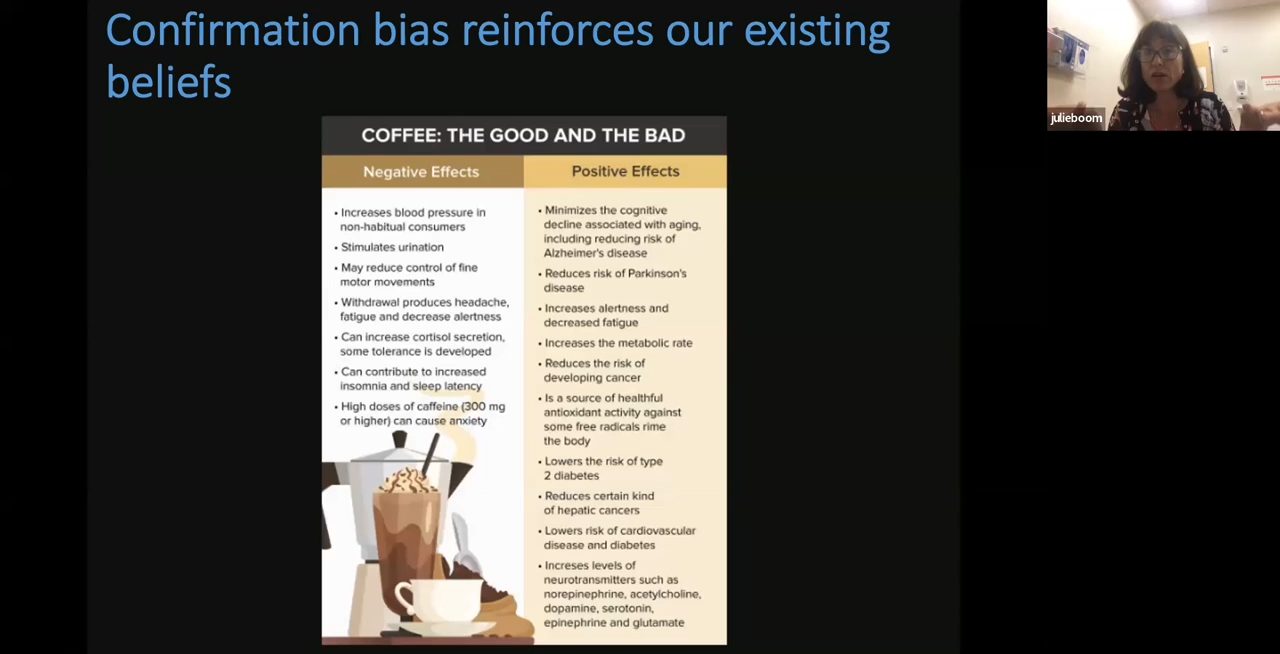 Confirmation bias reinforces our existing
beliefs
COFFEE: THE GOOD AND THE BAD
Negative Effects
• Increases blood pressure in
non-habitual consumers
• Stimulates urination
• May reduce control of fine
motor movements
• Withdrawal produces headache,
fatigue and decrease alertness
• Can increase cortisol secretion,
some tolerance is developed
• Can contribute to increased
insomnia and sleep latency
• High doses of caffeine (300 mg
or higher) can cause anxiety
Positive Effects
• Minimizes the cognitive
decline associated with aging,
including reducing risk of
Alzheimer's disease
• Reduces risk of Parkinson's
disease
• Increases alertness and
decreased fatigue
• Increases the metabolic rate
• Reduces the risk of
developing cancer
• Is a source of healthful
antioxidant activity against
some free radicals rime
the body
• Lowers the risk of type
2 diabetes
• Reduces certain kind
of hepatic cancers
• Lowers risk of cardiovascular
disease and diabetes
• Increses levels of
neurotransmitters such as
norepinephrine, acetylcholine,
dopamine, serotonin,
epinephrine and glutamate
julieboom